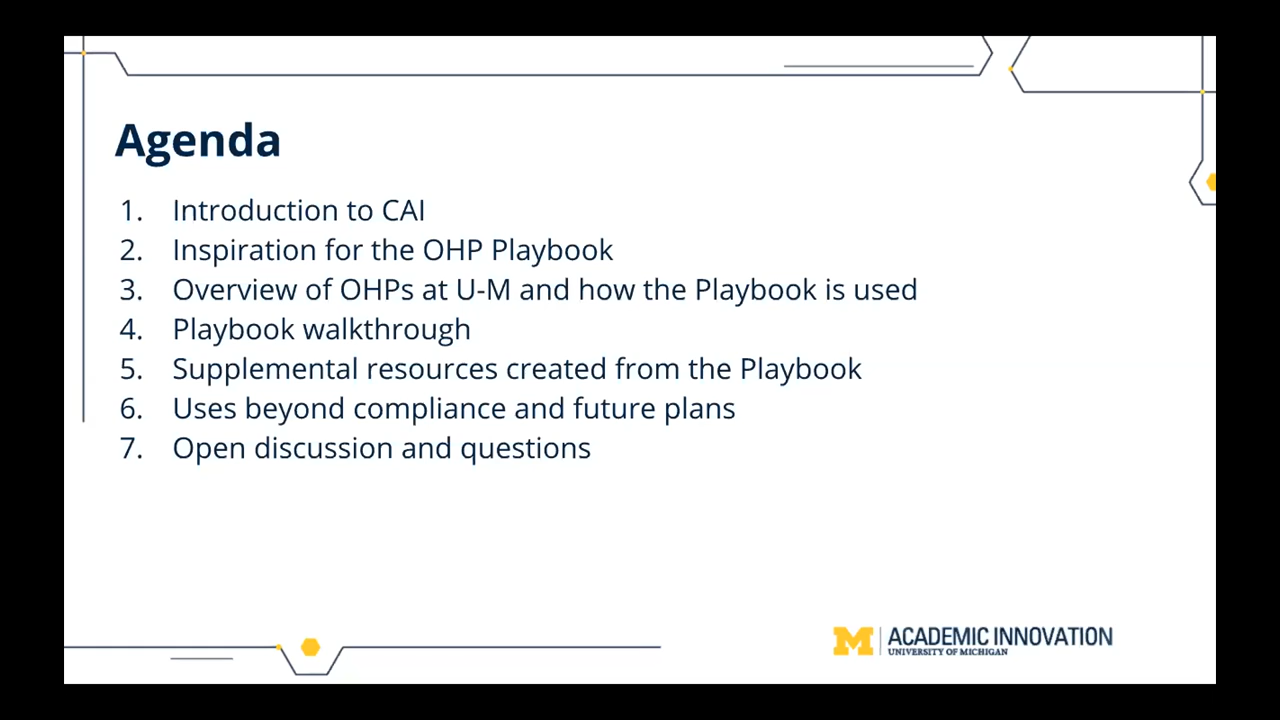 Agenda
1. Introduction to CAI
2. Inspiration for the OHP Playbook
3. Overview of OHPs at U-M and how the Playbook is used
4. Playbook walkthrough
5. Supplemental resources created from the Playbook
6. Uses beyond compliance and future plans
7. Open discussion and questions
M ACADEMIC INNOVATION
UNIVERSITY OF MICHIGAN